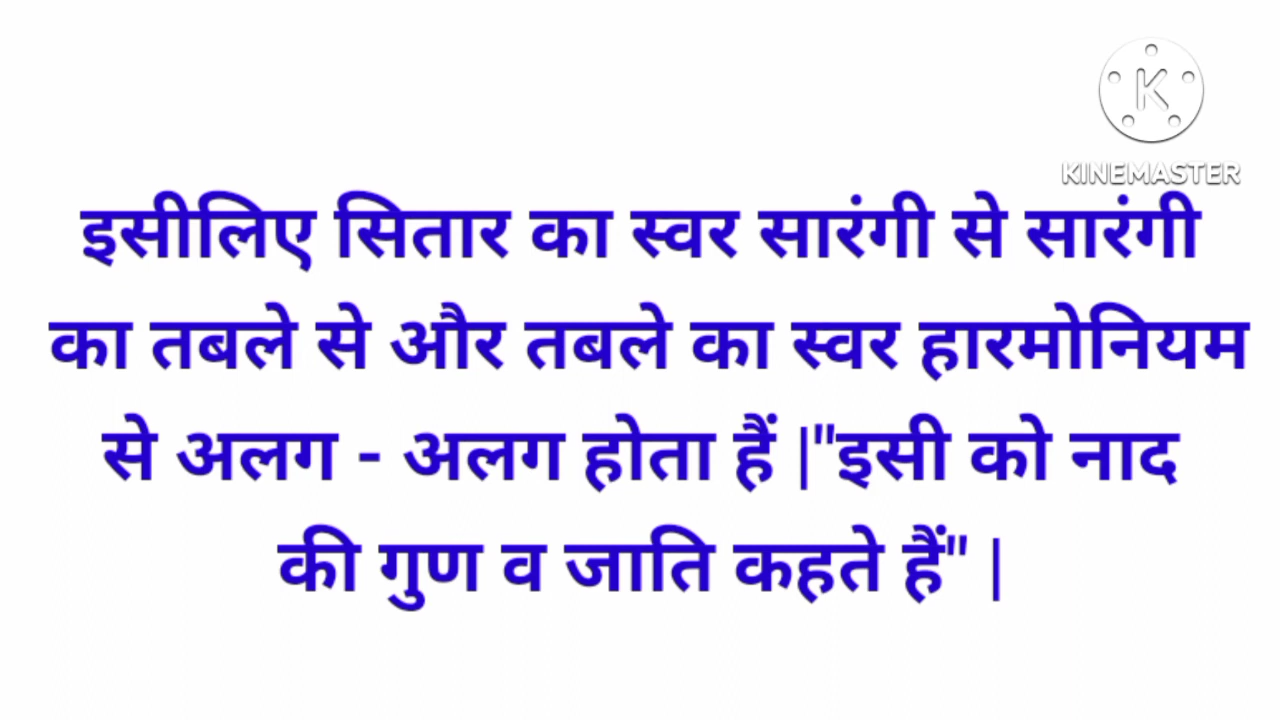 K
KINEMASTER
इसीलिए सितार का स्वर सारंगी से सारंगी
का तबले से और तबले का स्वर हारमोनियम
से अलग - अलग होता हैं |"इसी को नाद
की गुण व जाति कहते हैं" |